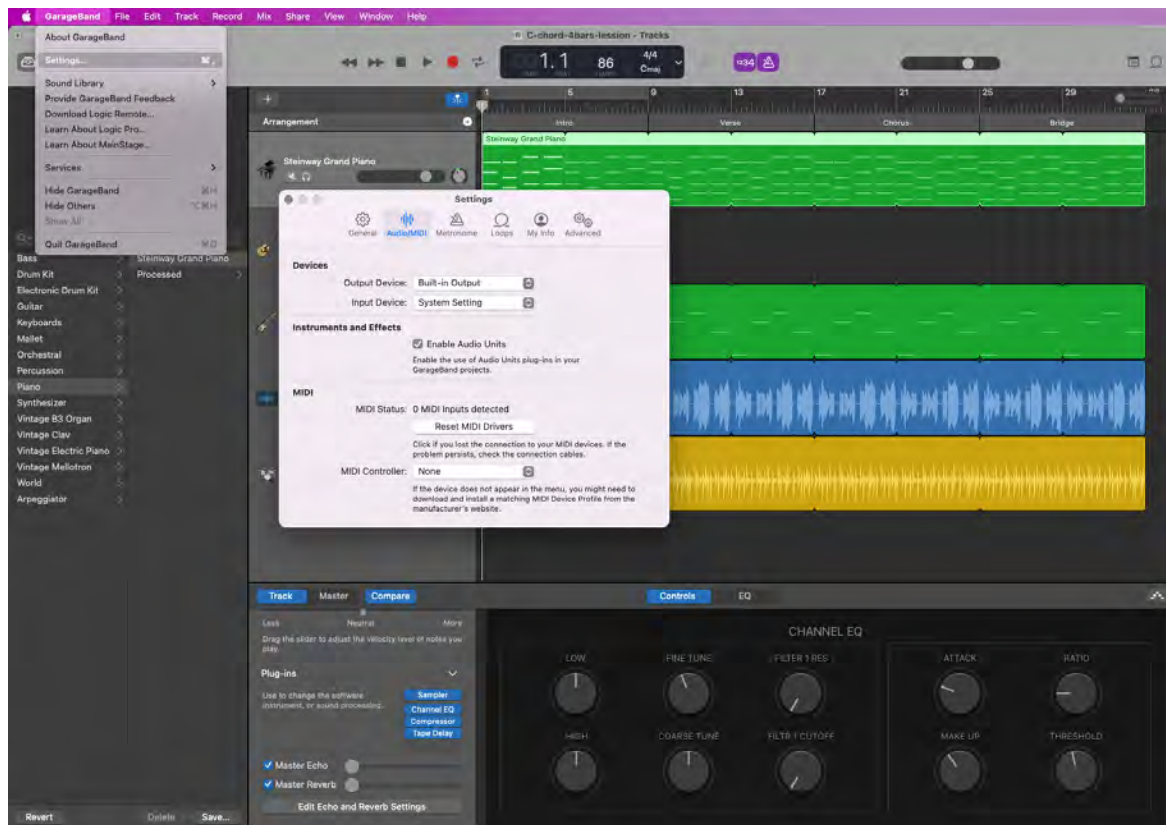 GarageBand File Edit Track Record Mix Share View Window Help
C-chord-4bars-lession - Tracks
About GarageBand
Settings... ⌘,
Sound Library
Provide GarageBand Feedback
Download Logic Remote...
Learn About Logic Pro...
Learn About MainStage...
Services
Hide GarageBand ⌘H
Hide Others ⌥⌘H
Show All
Quit GarageBand ⌘Q
1.1 86 4/4 Cmaj
1234
1 5 9 13 17 21 25 29
Arrangement Intro Verse Chorus Bridge
Steinway Grand Piano
Steinway Grand Piano
Bass
Drum Kit
Electronic Drum Kit
Guitar
Keyboards
Mallet
Orchestral
Percussion
Piano
Synthesizer
Vintage B3 Organ
Vintage Clav
Vintage Electric Piano
Vintage Mellotron
World
Arpeggiator
Steinway Grand Piano
Processed
Settings
General Audio/MIDI Metronome Loops My Info Advanced
Devices
Output Device: Built-in Output
Input Device: System Setting
Instruments and Effects
Enable Audio Units
Enable the use of Audio Units plug-ins in your
GarageBand projects.
MIDI
MIDI Status: 0 MIDI Inputs detected
Reset MIDI Drivers
Click if you lost the connection to your MIDI devices. If the
problem persists, check the connection cables.
MIDI Controller: None
If the device does not appear in the menu, you might need to
download and install a matching MIDI Device Profile from the
manufacturer's website.
Track Master Compare
Controls EQ
Less Neutral More
Drag the slider to adjust the velocity level of notes you
play.
Plug-ins
Use to change the software
instrument, or sound processing.
Sampler
Channel EQ
Compressor
Tape Delay
Master Echo
Master Reverb
Edit Echo and Reverb Settings
CHANNEL EQ
LOW FINE TUNE FILTER 1 RES ATTACK RATIO
HIGH COARSE TUNE FILTR 1 CUTOFF MAKE UP THRESHOLD
Revert Delete Save...